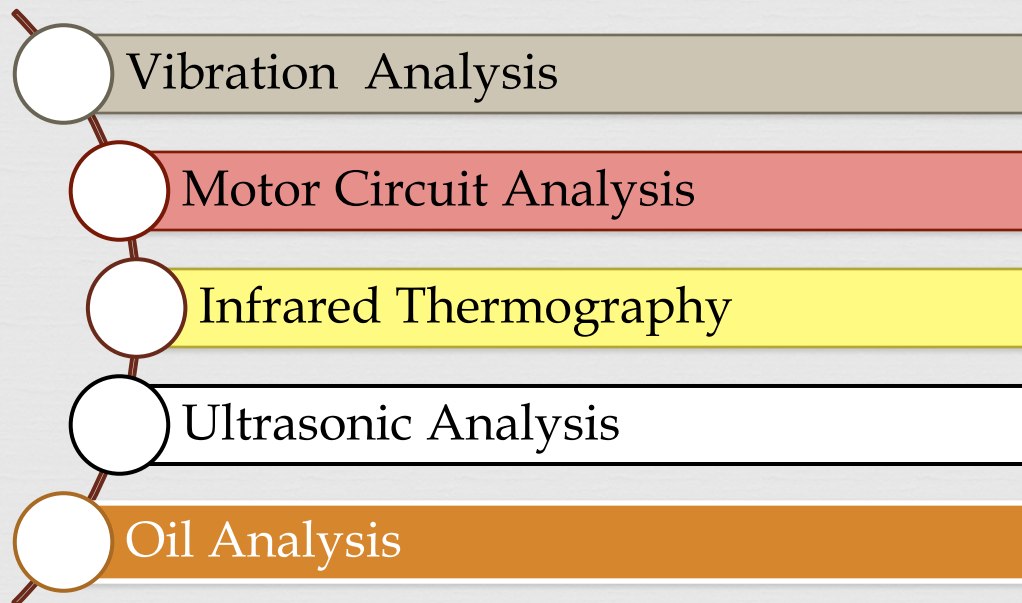 Vibration  Analysis
Motor Circuit Analysis
Infrared Thermography
Ultrasonic Analysis
Oil Analysis